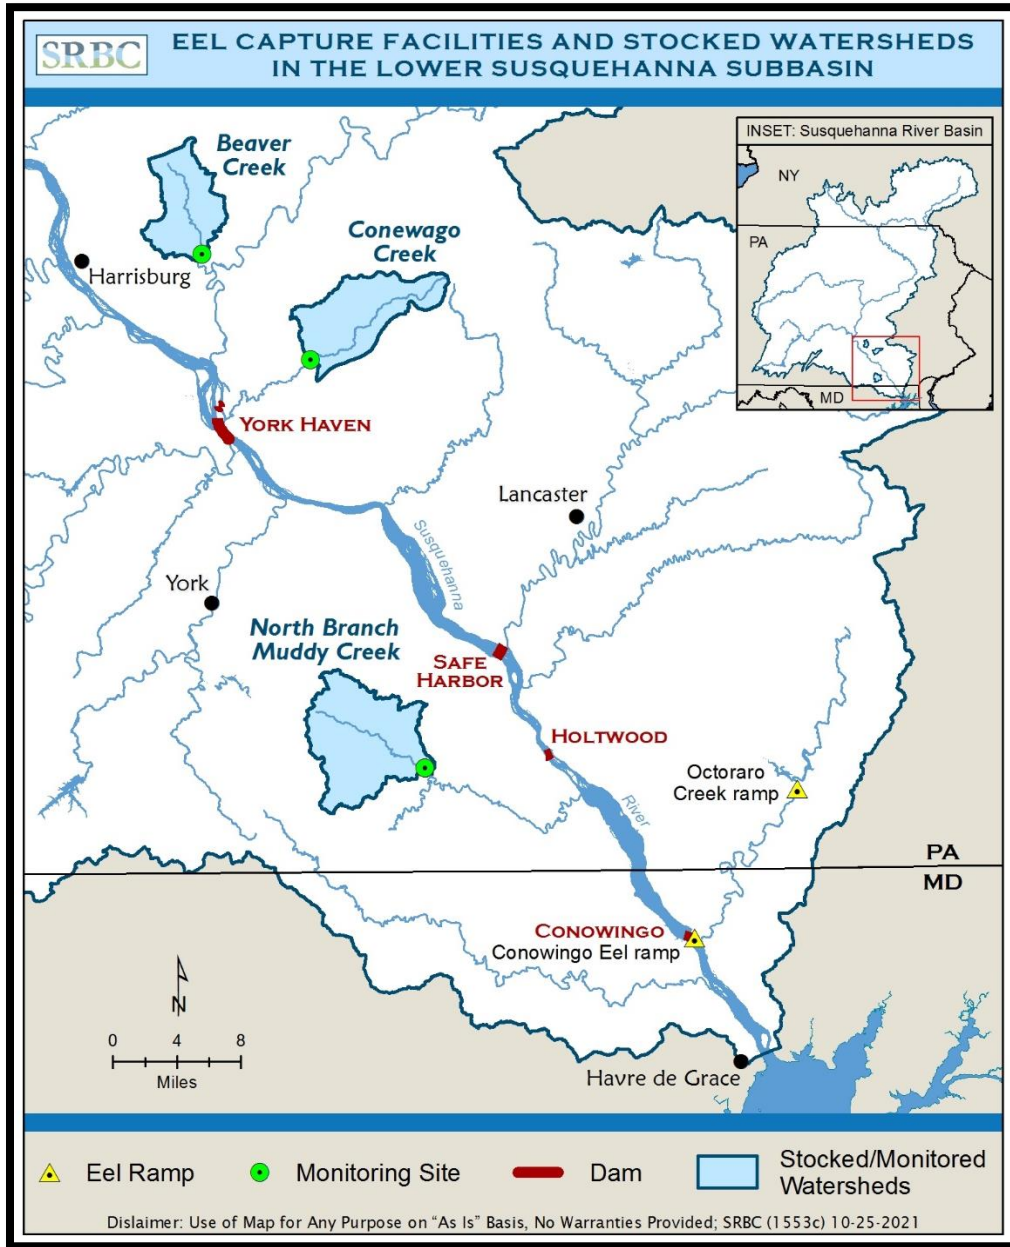 SRBC
EEL CAPTURE FACILITIES AND STOCKED WATERSHEDS
IN THE LOWER SUSQUEHANNA SUBBASIN
INSET: Susquehanna River Basin
NY
PA
MD
Beaver
Creek
Harrisburg
Conewago
Creek
YORK HAVEN
Lancaster
Susquehanna
York
North Branch
Muddy Creek
SAFE
HARBOR
HOLTWOOD
River
Octoraro
Creek ramp
PA
MD
CONOWINGO
Conowingo Eel ramp
N
0 4 8
Miles
Havre de Grace
Eel Ramp
Monitoring Site
Dam
Stocked/Monitored
Watersheds
Dislaimer: Use of Map for Any Purpose on "As Is" Basis, No Warranties Provided; SRBC (1553c) 10-25-2021